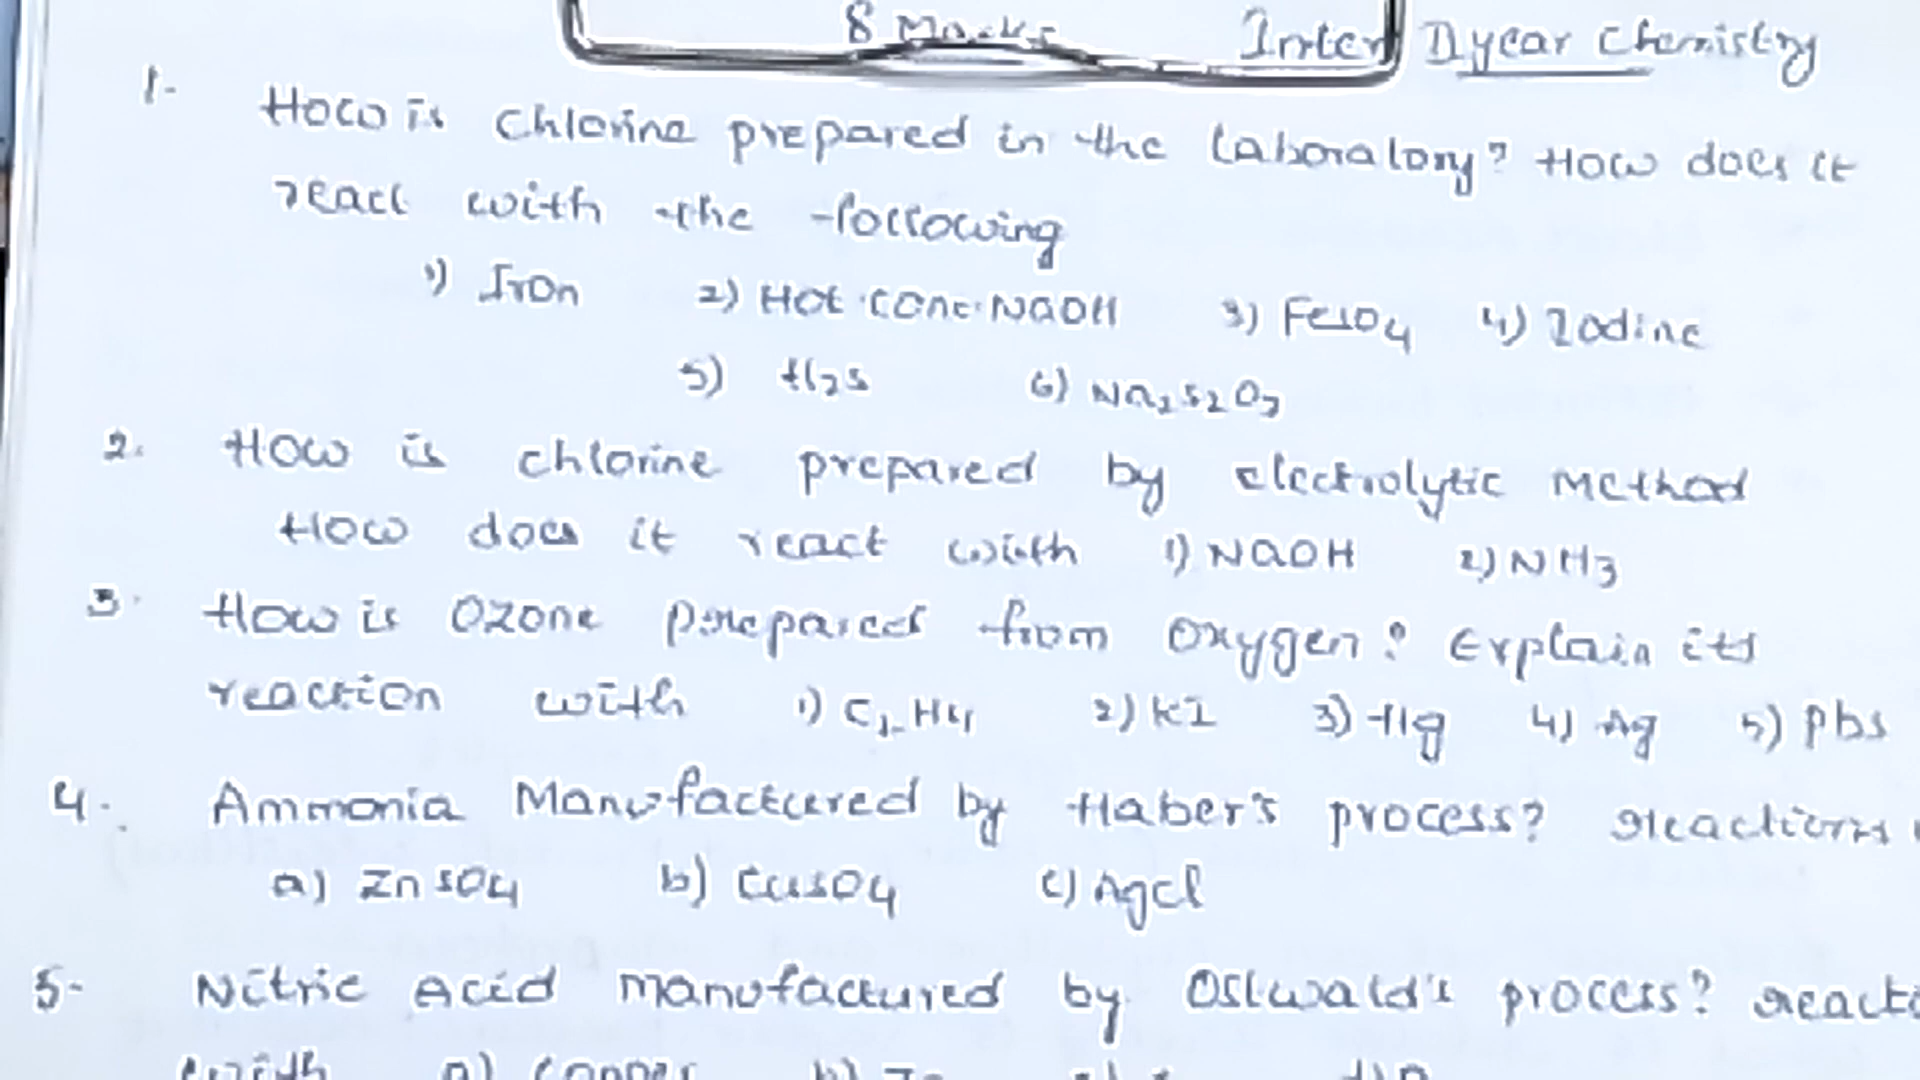 8 Marks Inter II year Chemistry
1. How is Chlorine prepared in the laboratory? How does it
react with the following
1) Iron 2) Hot conc. NaOH 3) FeSO4 4) Iodine
5) H2S 6) Na2S2O3
2. How is chlorine prepared by electrolytic Method
How does it react with 1) NaOH 2) NH3
3. How is Ozone prepared from Oxygen? Explain its
reaction with 1) C2H4 2) KI 3) Hg 4) Ag 5) Pbs
4. Ammonia Manufactured by Haber's process? reactions
a) ZnSO4 b) CuSO4 c) Agcl
5. Nitric Acid manufactured by Ostwald's process?
with a) Copper b) Zn